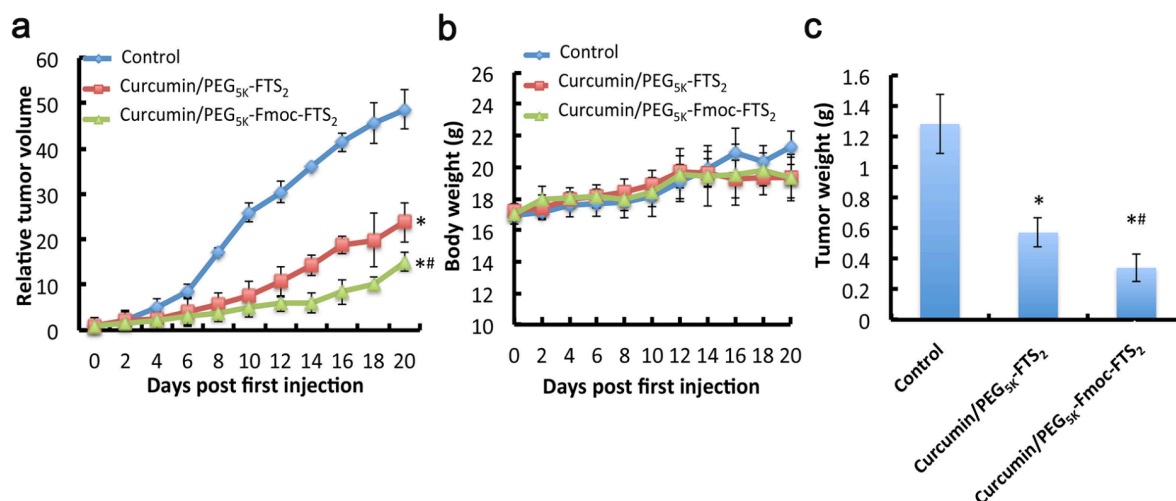 a
Relative tumor volume
60
50
40
30
20
10
0
Control
Curcumin/PEG5K-FTS2
Curcumin/PEG5K-Fmoc-FTS2
*
*#
0 2 4 6 8 10 12 14 16 18 20
Days post first injection
b
Body weight (g)
26
24
22
20
18
16
14
12
10
Control
Curcumin/PEG5K-FTS2
Curcumin/PEG5K-Fmoc-FTS2
0 2 4 6 8 10 12 14 16 18 20
Days post first injection
c
Tumor weight (g)
1.6
1.4
1.2
1
0.8
0.6
0.4
0.2
0
*
*#
Control
Curcumin/PEG5K-FTS2
Curcumin/PEG5K-Fmoc-FTS2